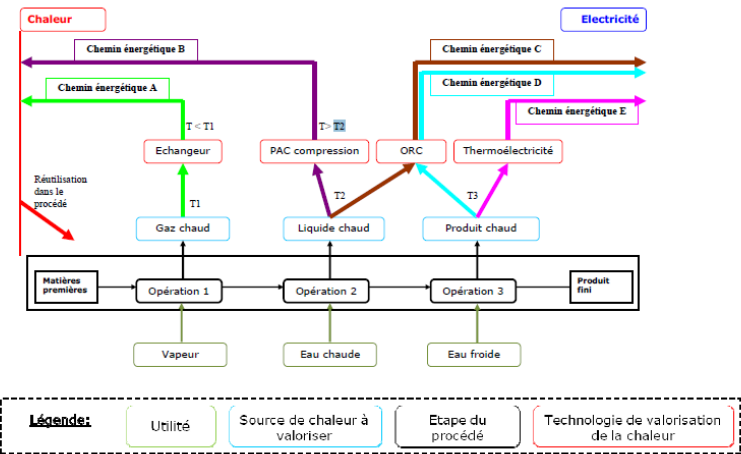 Chaleur
Electricité
Chemin énergétique B
Chemin énergétique C
Chemin énergétique A
Chemin énergétique D
Chemin énergétique E
T < T1
T> T2
Echangeur
PAC compression
ORC
Thermoélectricité
Réutilisation
dans le
procédé
T1
T2
T3
Gaz chaud
Liquide chaud
Produit chaud
Matières
premières
Opération 1
Opération 2
Opération 3
Produit
fini
Vapeur
Eau chaude
Eau froide
Légende:
Utilité
Source de chaleur à
valoriser
Etape du
procédé
Technologie de valorisation
de la chaleur